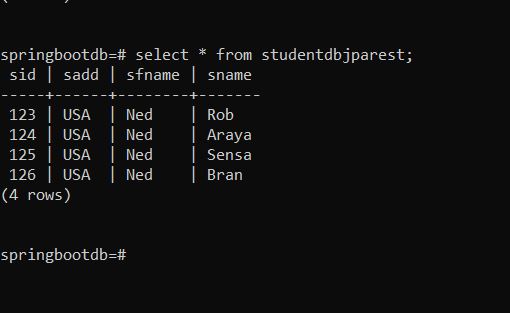 springbootdb=# select * from studentdbjparest;
 sid | sadd | sfname | sname
-----+------+--------+-------
 123 | USA  | Ned    | Rob
 124 | USA  | Ned    | Araya
 125 | USA  | Ned    | Sensa
 126 | USA  | Ned    | Bran
(4 rows)
springbootdb=#